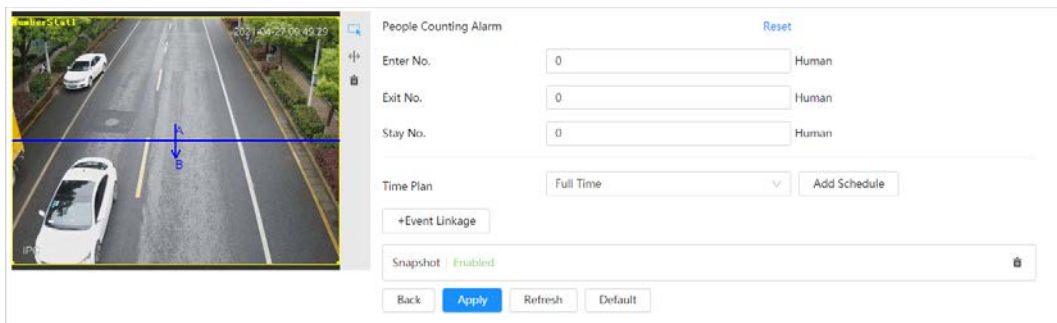 NumberStat1
2021-04-27 09:49:29
A
B
People Counting Alarm
Reset
Enter No.
0
Human
Exit No.
0
Human
Stay No.
0
Human
Time Plan
Full Time
Add Schedule
+Event Linkage
Snapshot
Enabled
Back
Apply
Refresh
Default